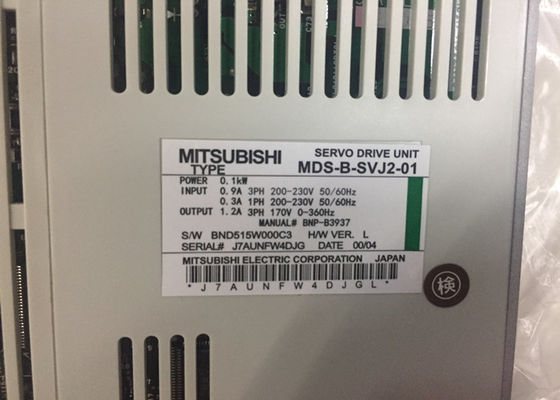 MITSUBISHI SERVO DRIVE UNIT
TYPE MDS-B-SVJ2-01
POWER 0.1kW
INPUT 0.9A 3PH 200-230V 50/60Hz
0.3A 1PH 200-230V 50/60Hz
OUTPUT 1.2A 3PH 170V 0-360Hz
MANUAL# BNP-B3937
S/W BND515W000C3 H/W VER. L
SERIAL# J7AUNFW4DJG DATE 00/04
MITSUBISHI ELECTRIC CORPORATION JAPAN
*J7AUNFW4DJGL*
検